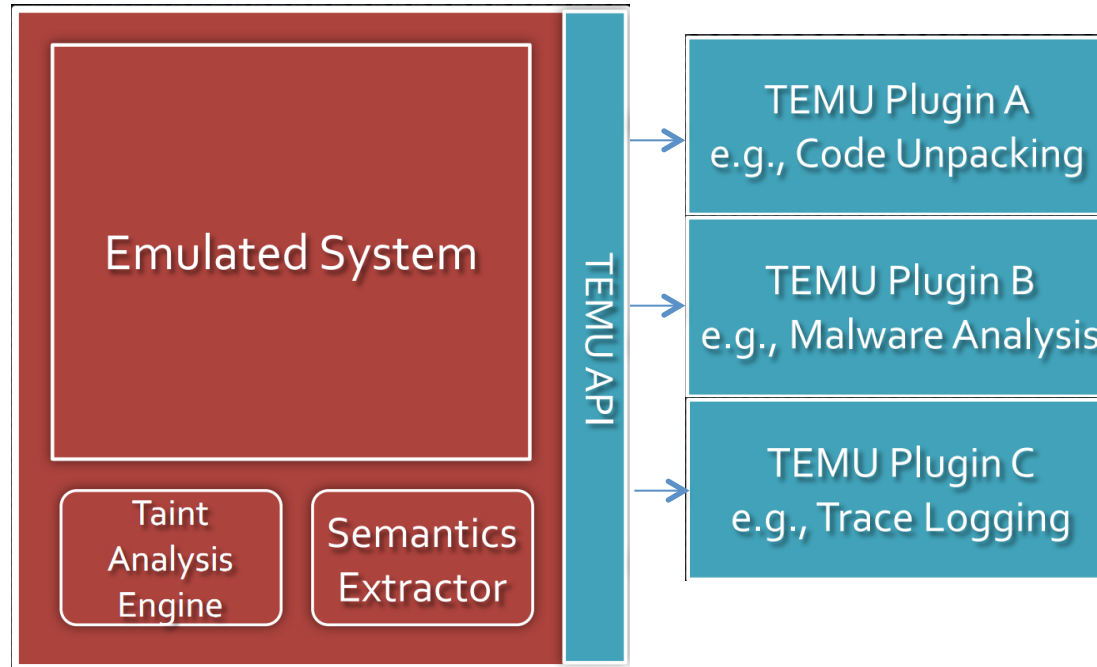 Emulated System
Taint
Analysis
Engine
Semantics
Extractor
TEMU API
TEMU Plugin A
e.g., Code Unpacking
TEMU Plugin B
e.g., Malware Analysis
TEMU Plugin C
e.g., Trace Logging